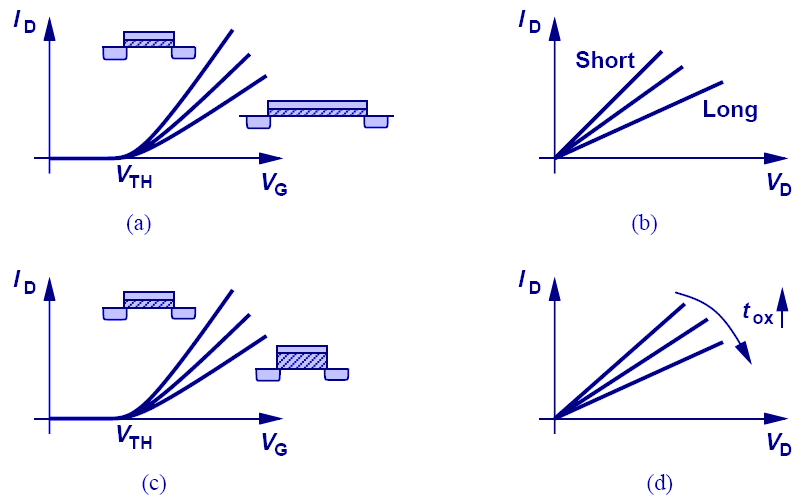 I D
V TH
V G
(a)
I D
Short
Long
V D
(b)
I D
V TH
V G
(c)
I D
t ox
V D
(d)